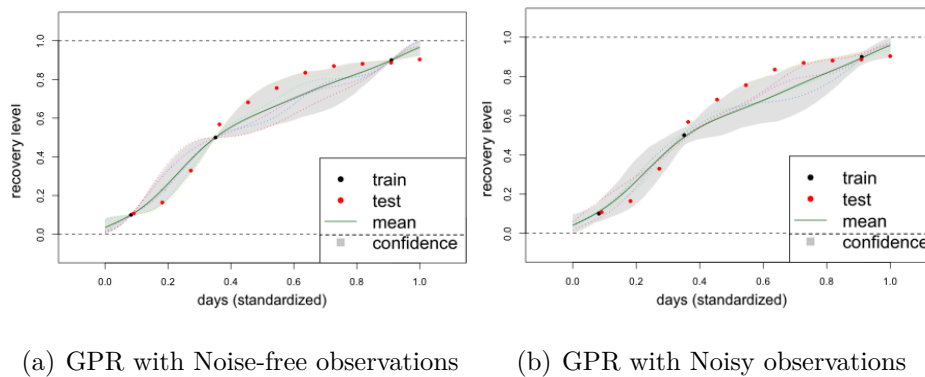 recovery level
1.0
0.8
0.6
0.4
0.2
0.0
train
test
mean
confidence
0.0 0.2 0.4 0.6 0.8 1.0
days (standardized)
(a) GPR with Noise-free observations
recovery level
1.0
0.8
0.6
0.4
0.2
0.0
train
test
mean
confidence
0.0 0.2 0.4 0.6 0.8 1.0
days (standardized)
(b) GPR with Noisy observations